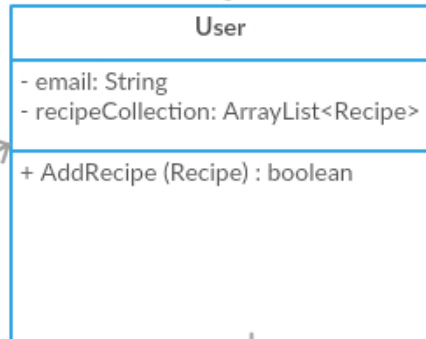 User
- email: String
- recipeCollection: ArrayList<Recipe>
+ AddRecipe (Recipe) : boolean